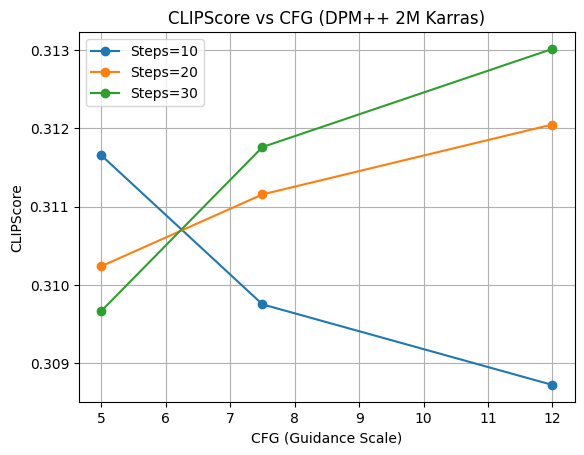 CLIPScore vs CFG (DPM++ 2M Karras)
Steps=10
Steps=20
Steps=30
CLIPScore
0.313
0.312
0.311
0.310
0.309
5 6 7 8 9 10 11 12
CFG (Guidance Scale)